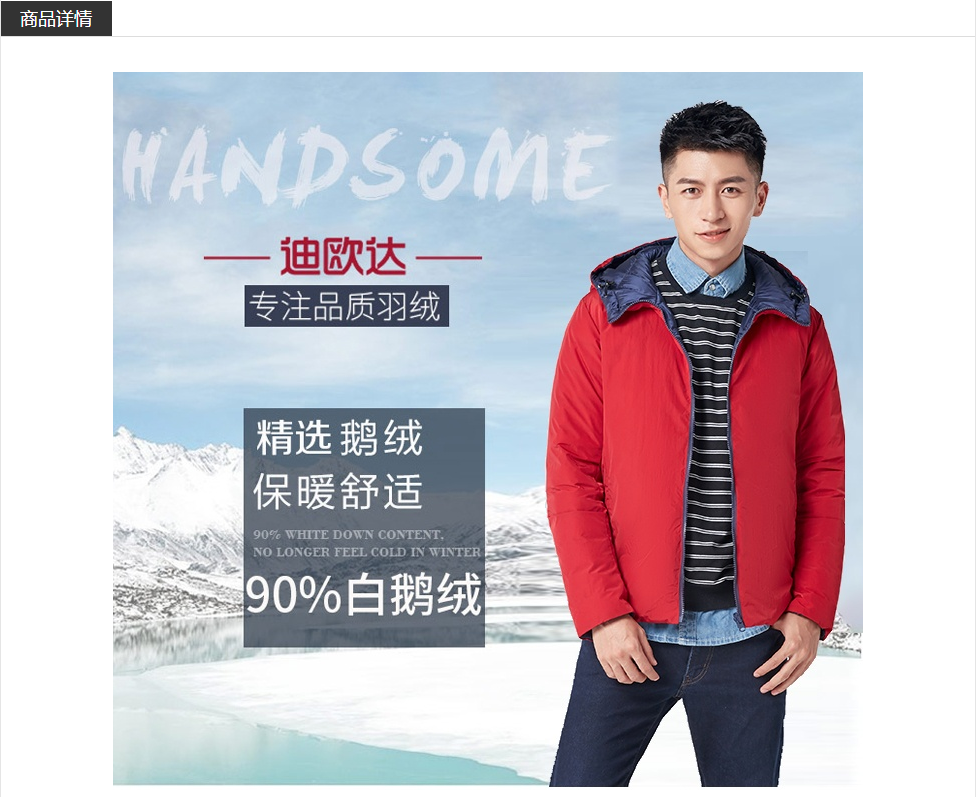 商品详情
HANDSOME
迪欧达
专注品质羽绒
精选鹅绒
保暖舒适
90% WHITE DOWN CONTENT,
NO LONGER FEEL COLD IN WINTER
90%白鹅绒